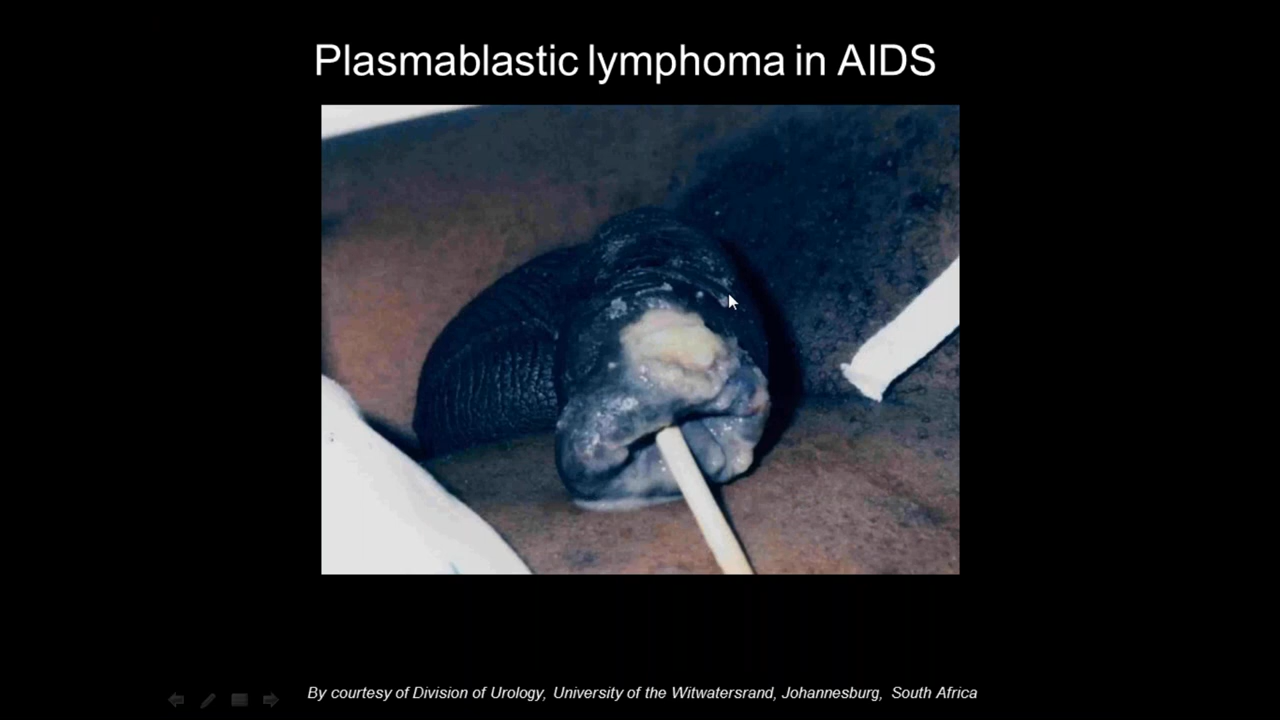 Plasmablastic lymphoma in AIDS
By courtesy of Division of Urology, University of the Witwatersrand, Johannesburg, South Africa